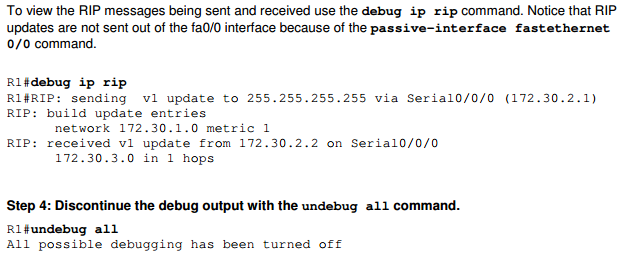 To view the RIP messages being sent and received use the debug ip rip command. Notice that RIP
updates are not sent out of the fa0/0 interface because of the passive-interface fastethernet
0/0 command.
R1#debug ip rip
R1#RIP: sending  v1 update to 255.255.255.255 via Serial0/0/0 (172.30.2.1)
RIP: build update entries
      network 172.30.1.0 metric 1
RIP: received v1 update from 172.30.2.2 on Serial0/0/0
      172.30.3.0 in 1 hops
Step 4: Discontinue the debug output with the undebug all command.
R1#undebug all
All possible debugging has been turned off